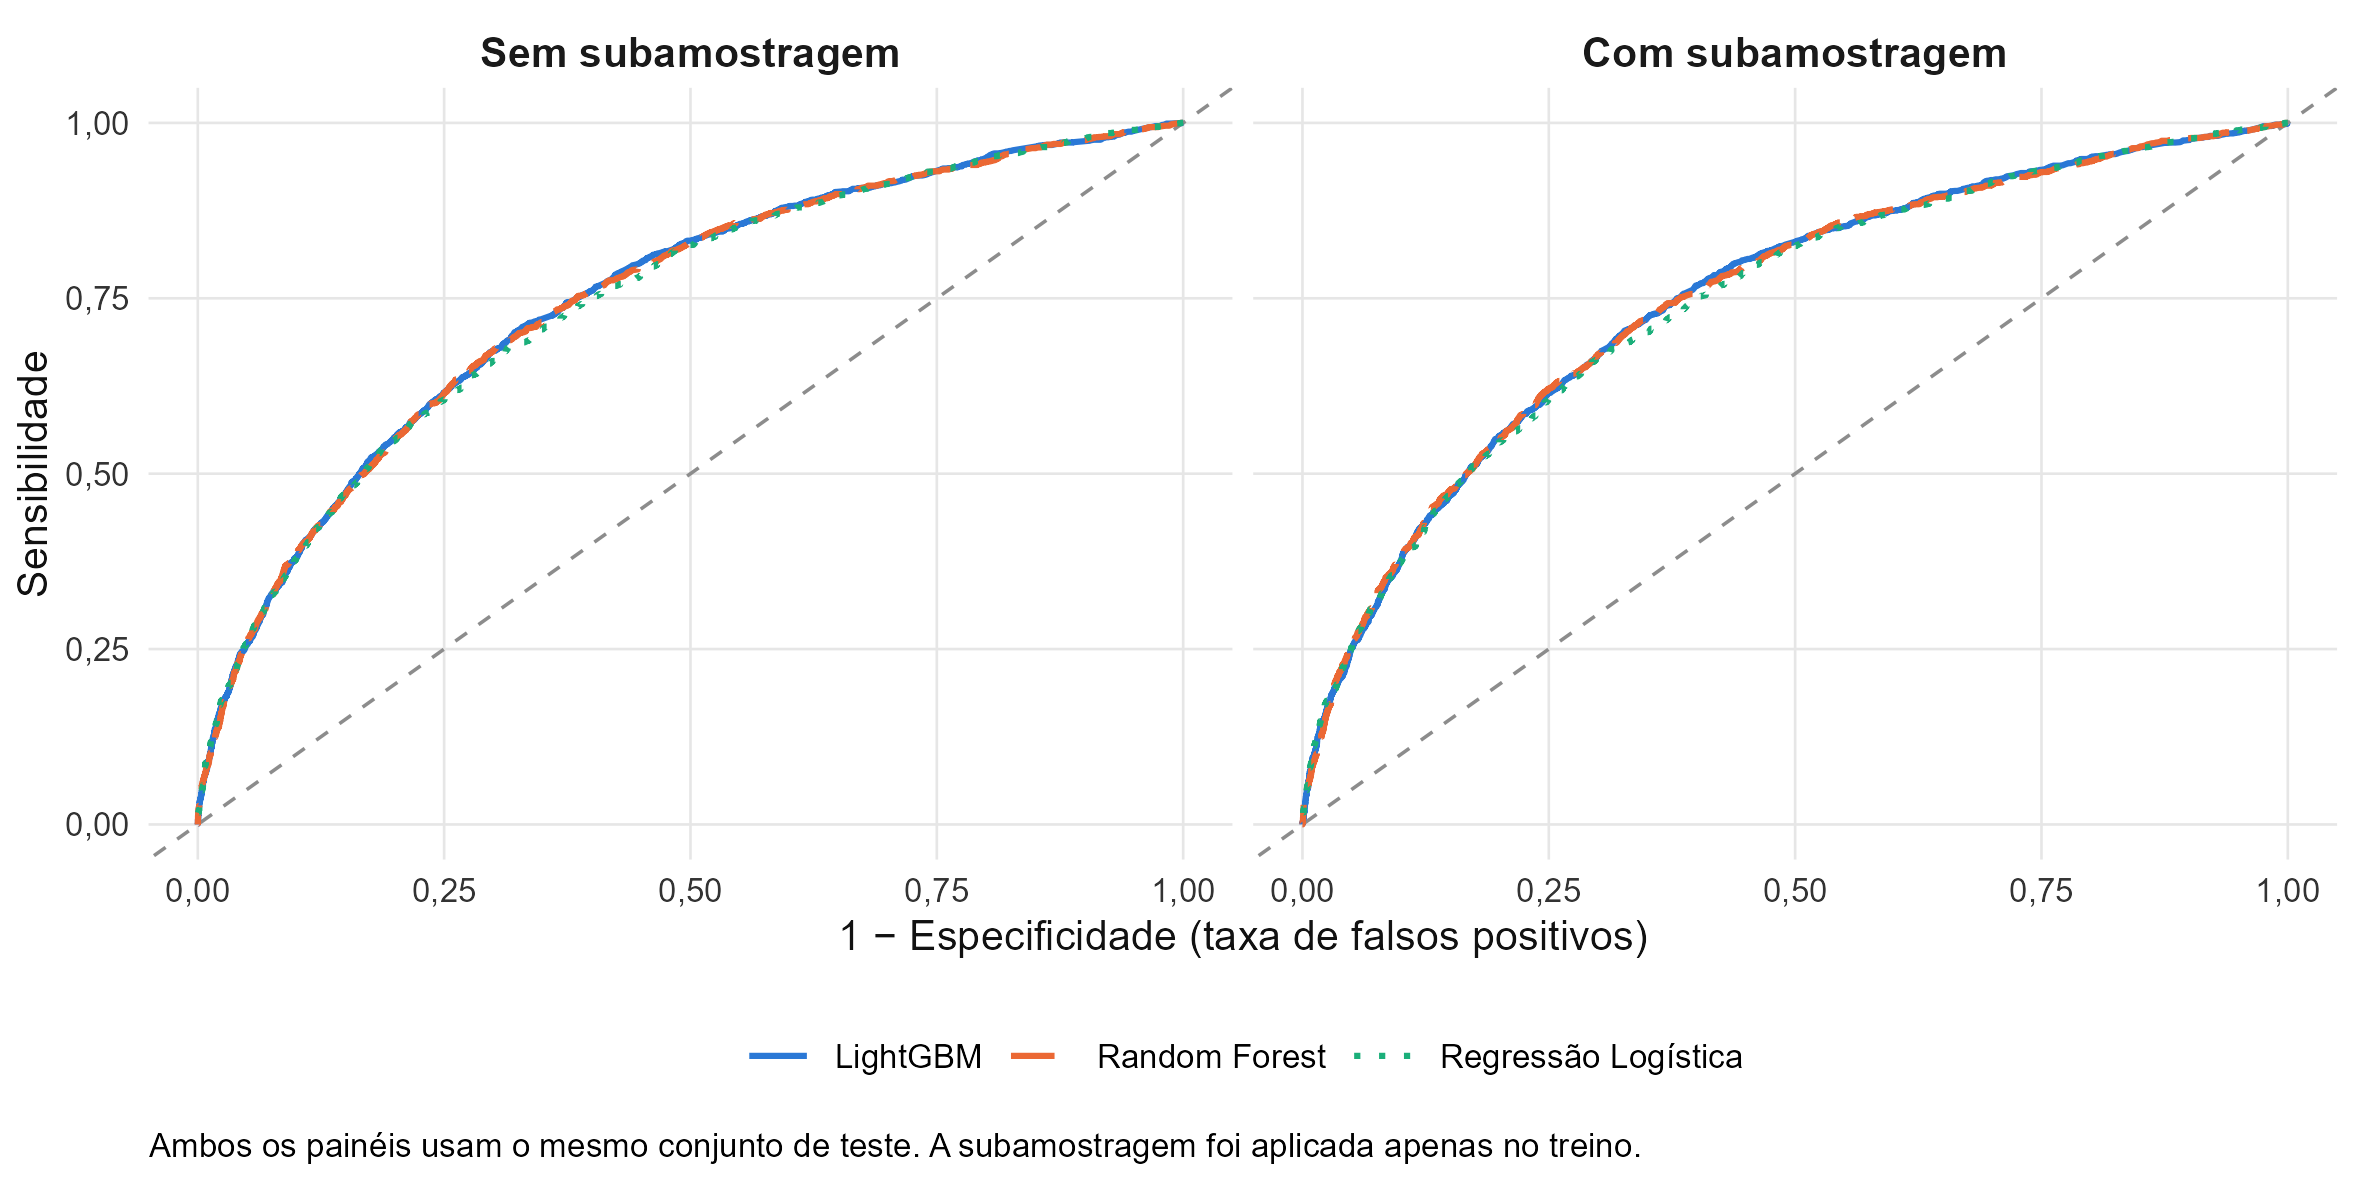 Sem subamostragem
Com subamostragem
Sensibilidade
1,00
0,75
0,50
0,25
0,00
0,00 0,25 0,50 0,75 1,00
0,00 0,25 0,50 0,75 1,00
1 − Especificidade (taxa de falsos positivos)
LightGBM Random Forest Regressão Logística
Ambos os painéis usam o mesmo conjunto de teste. A subamostragem foi aplicada apenas no treino.